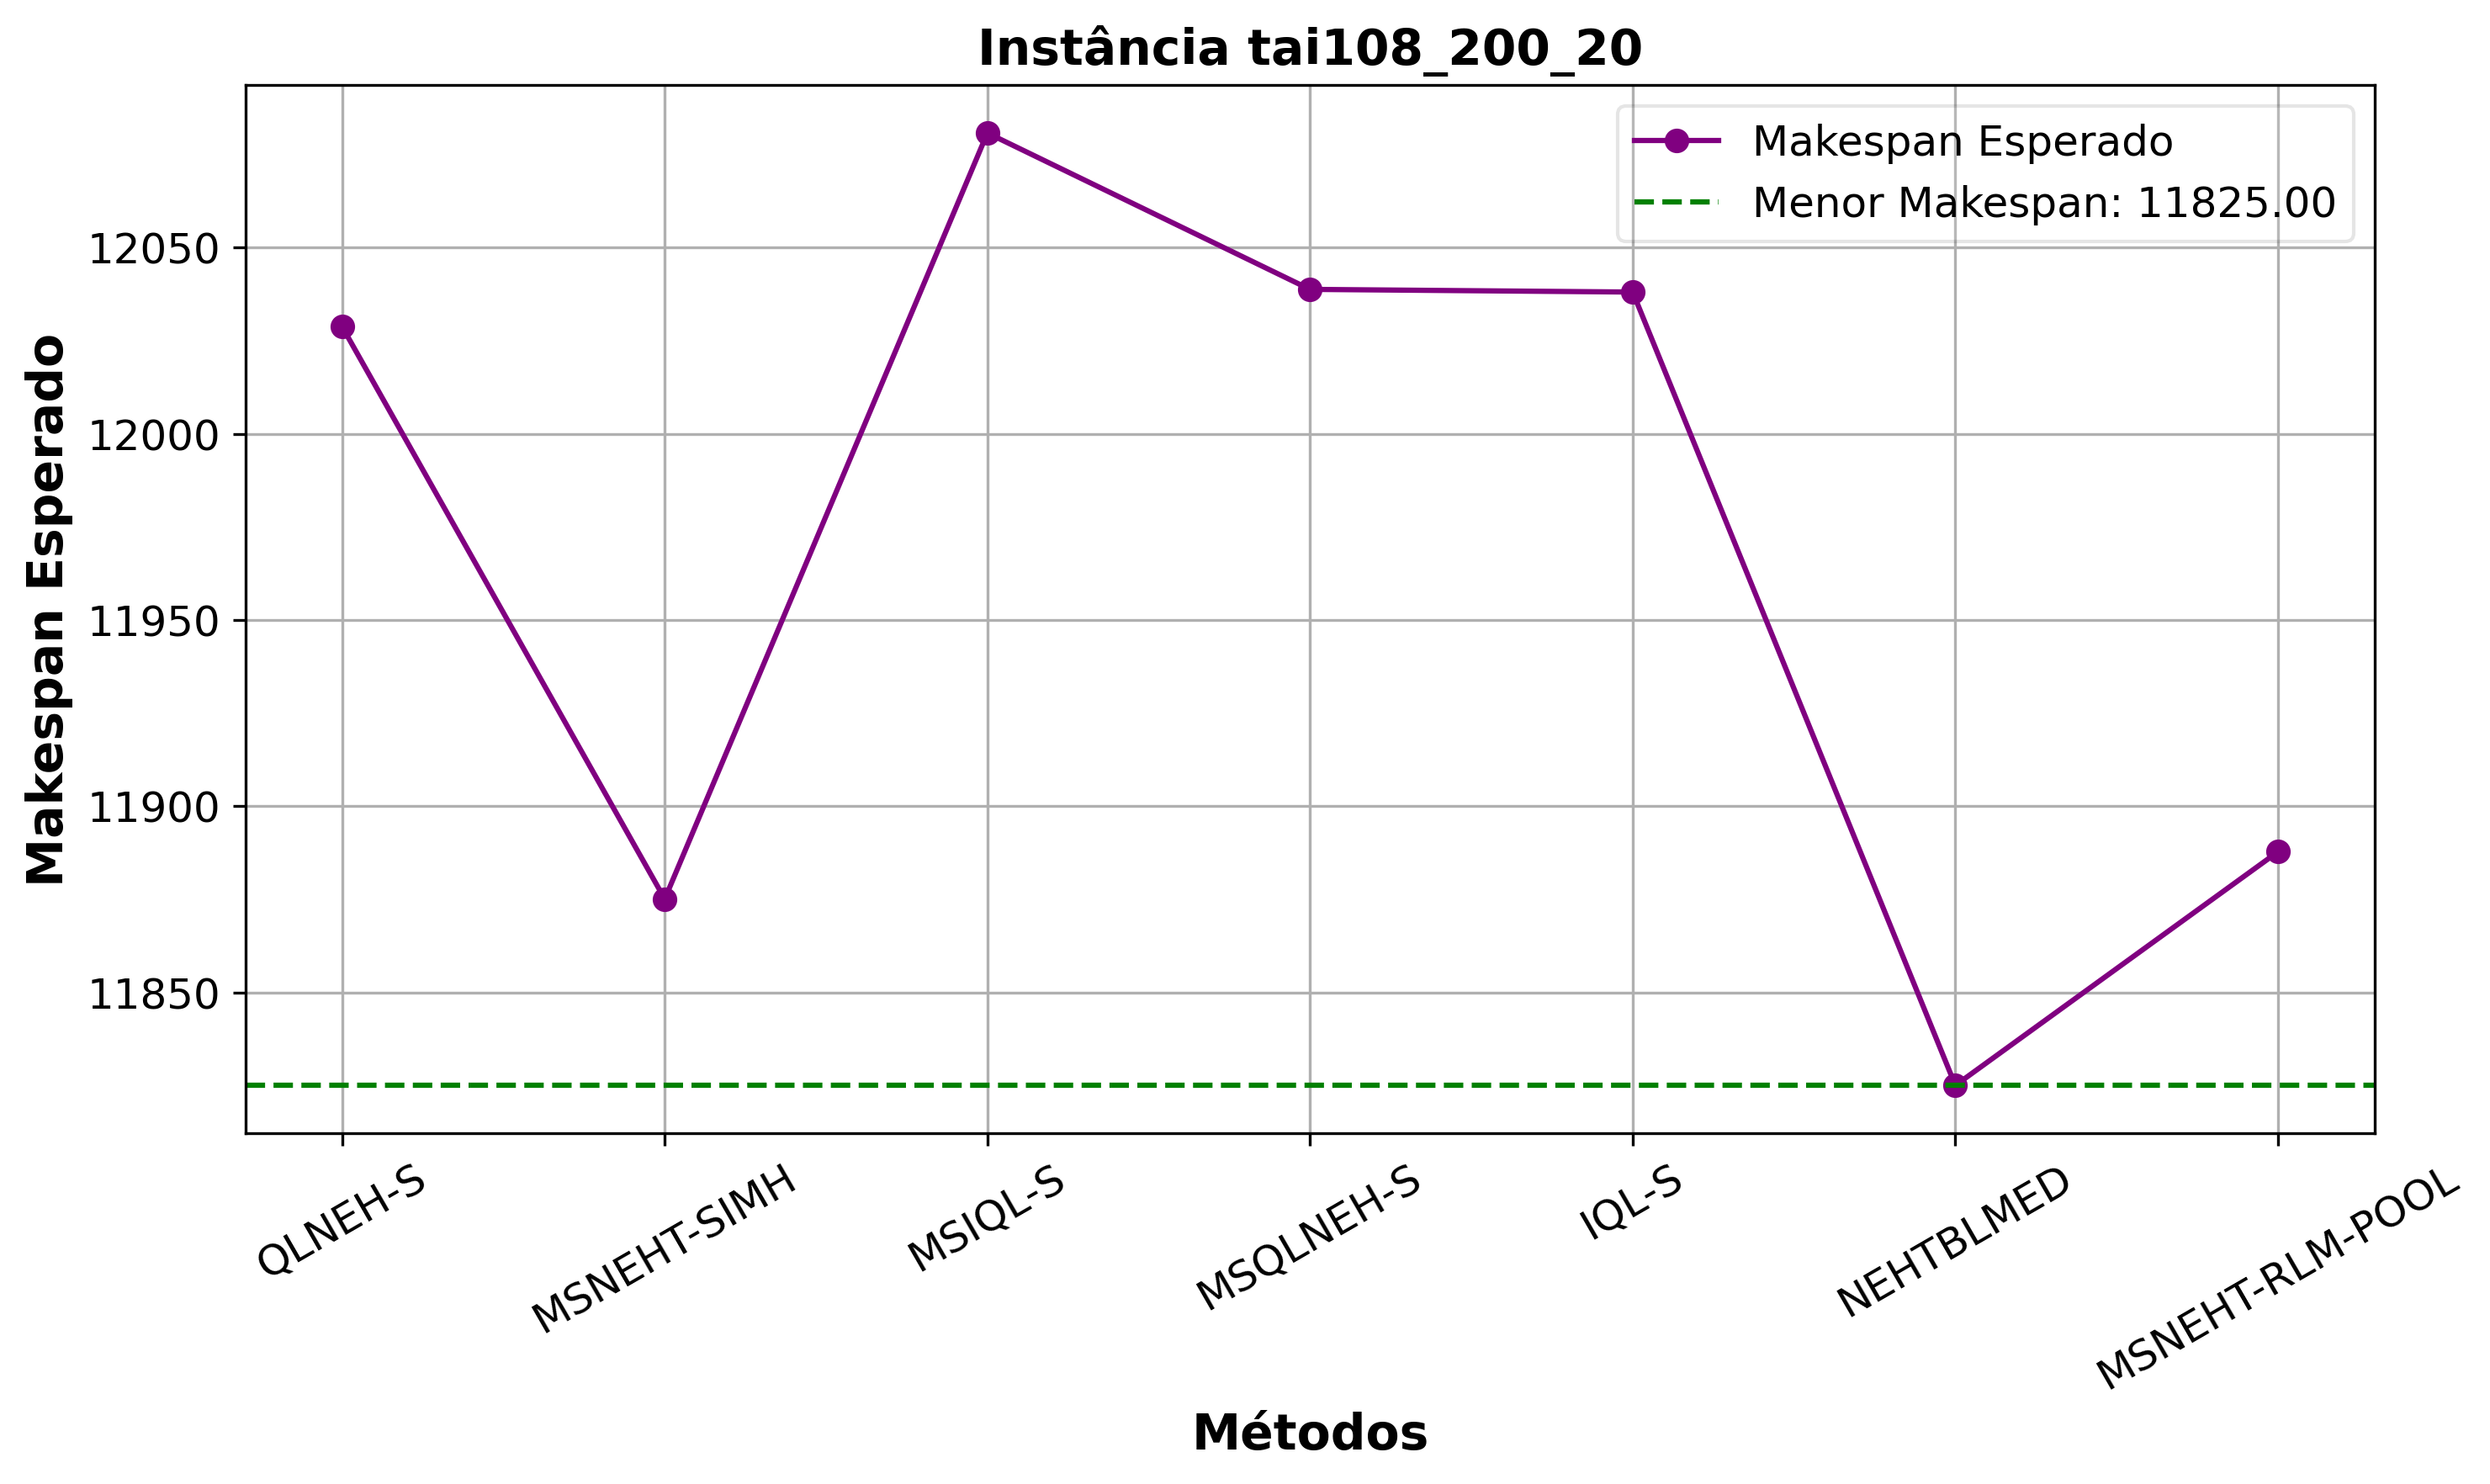 Instância tai108_200_20
Makespan Esperado
Menor Makespan: 11825.00
Makespan Esperado
12050
12000
11950
11900
11850
QLNEH-S
MSNEHT-SIMH
MSIQL-S
MSQLNEH-S
IQL-S
NEHTBLMED
MSNEHT-RLM-POOL
Métodos